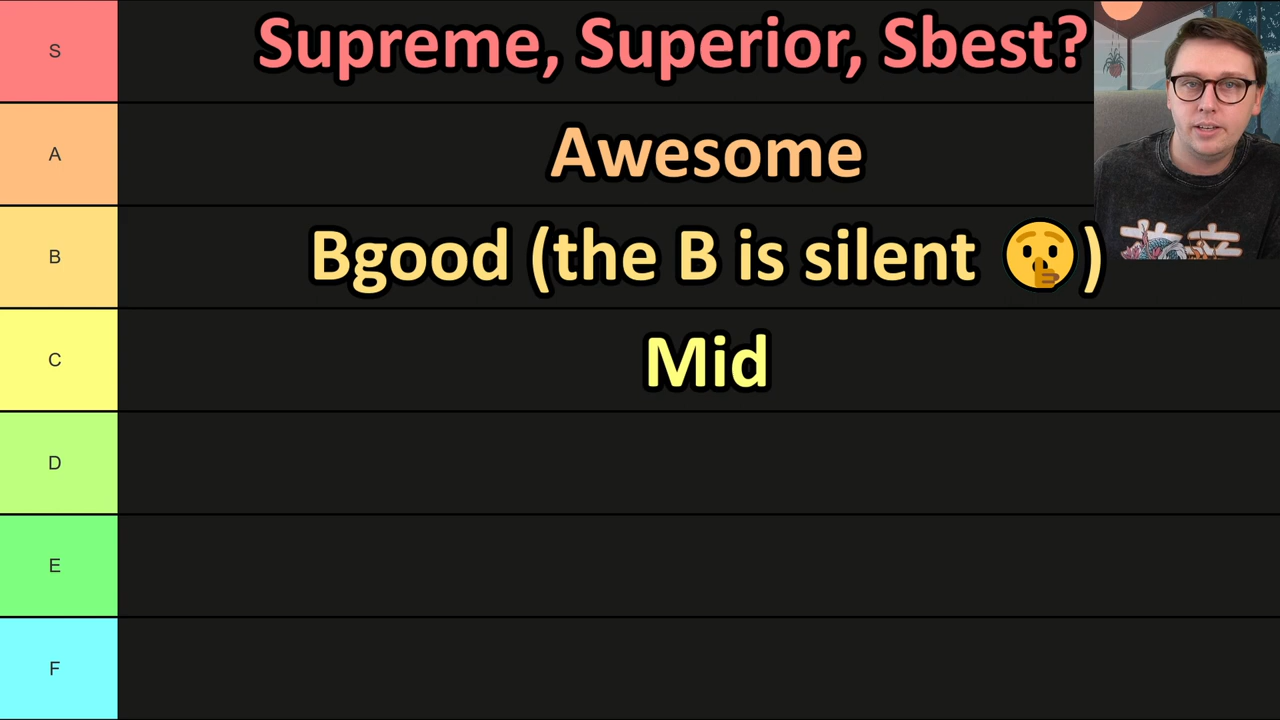 S
Supreme, Superior, Sbest?
A
Awesome
B
Bgood (the B is silent 🤫)
C
Mid
D
E
F